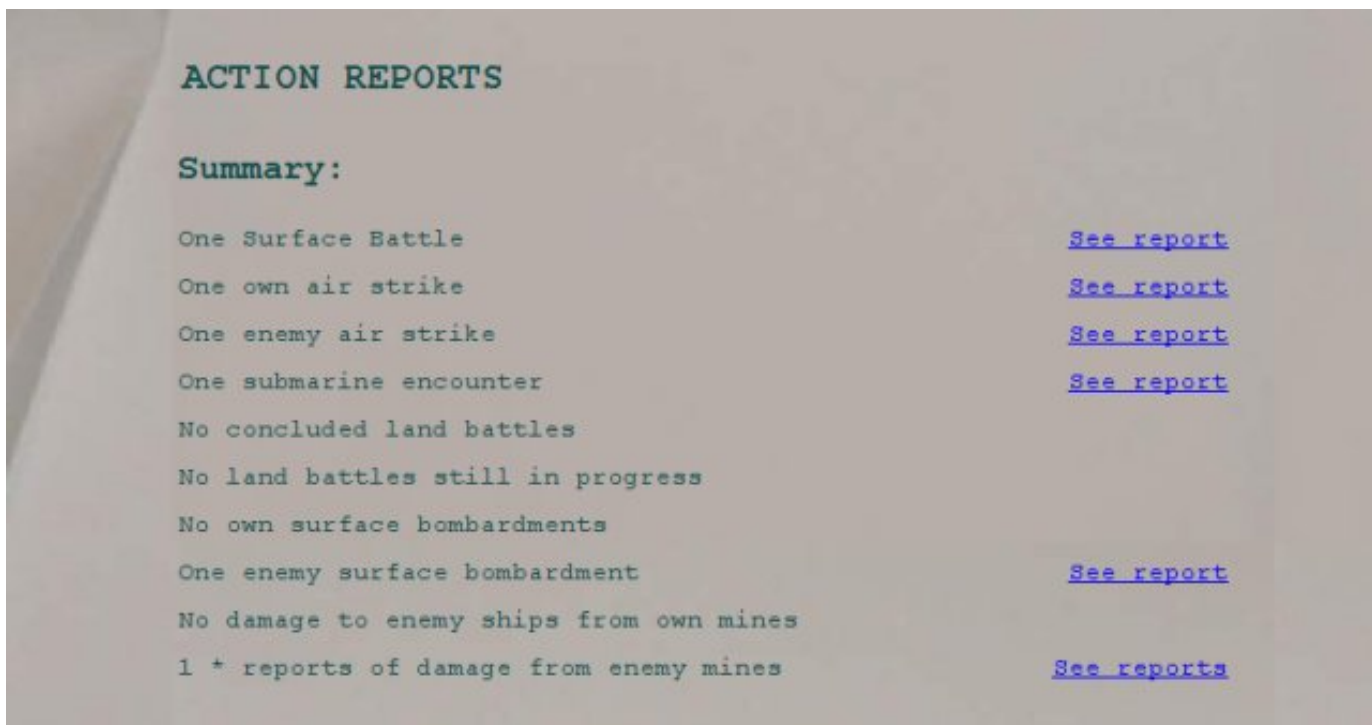 ACTION REPORTS
Summary:
One Surface Battle See report
One own air strike See report
One enemy air strike See report
One submarine encounter See report
No concluded land battles
No land battles still in progress
No own surface bombardments
One enemy surface bombardment See report
No damage to enemy ships from own mines
1 * reports of damage from enemy mines See reports